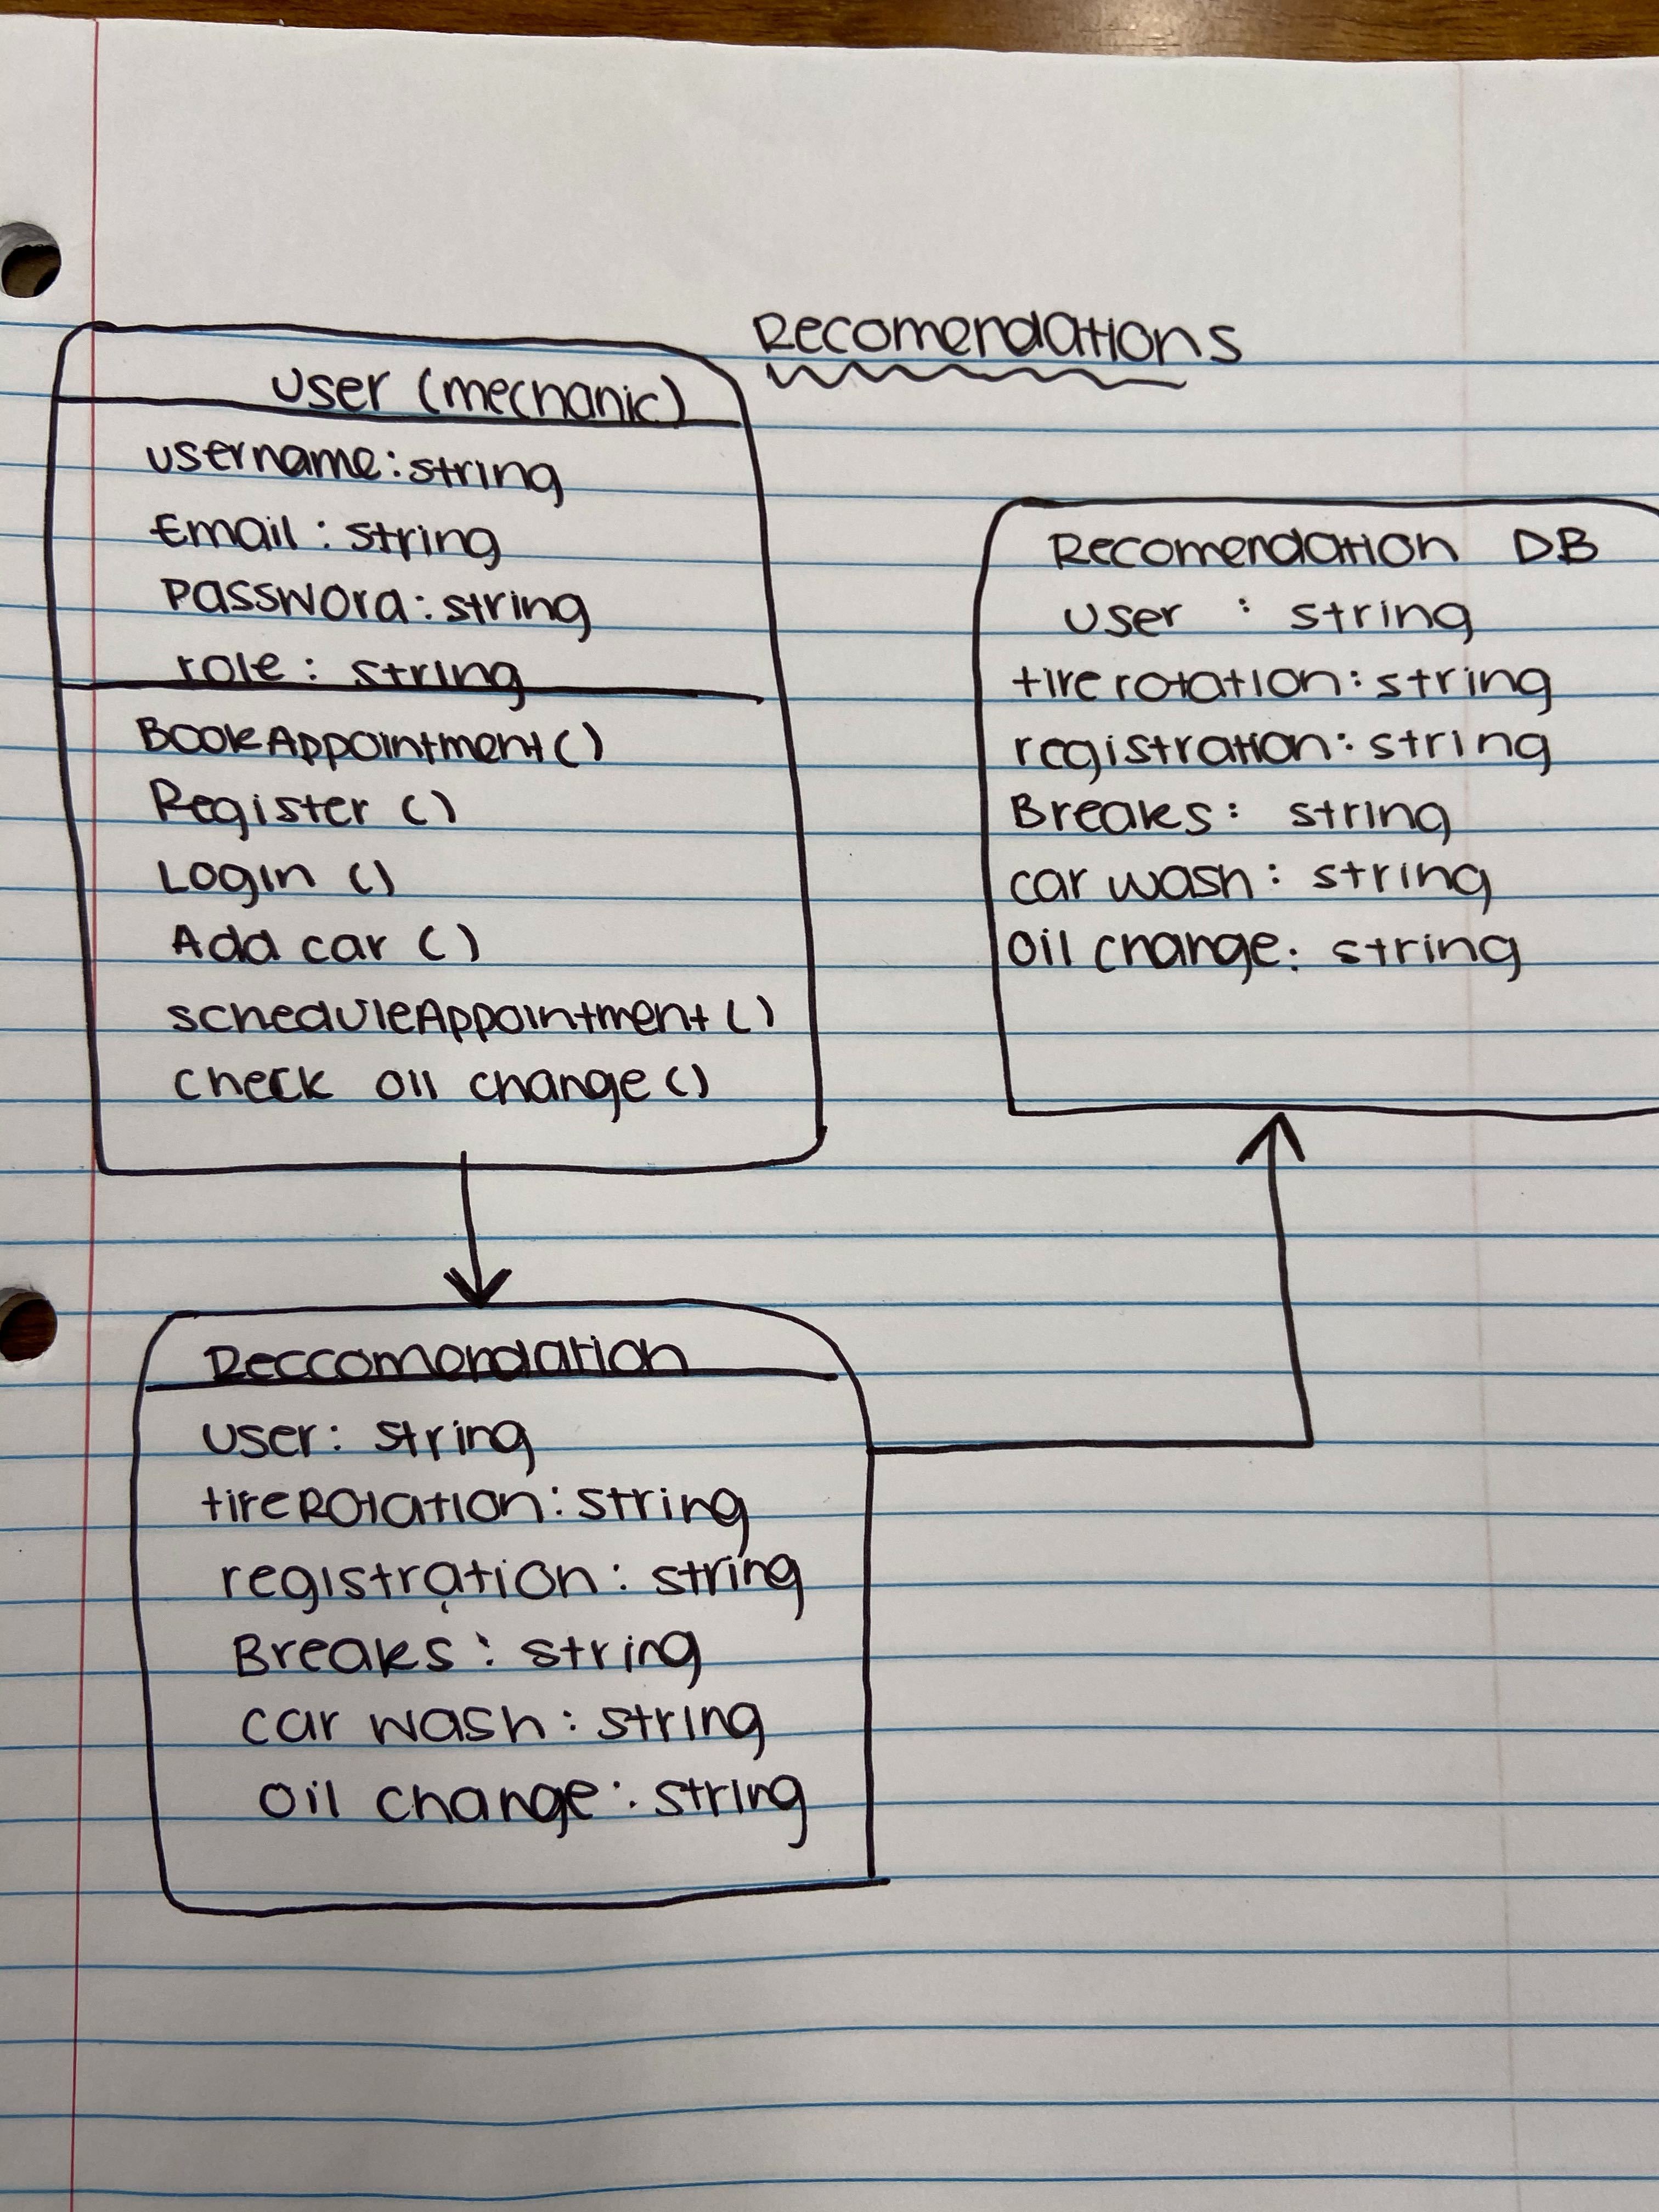 Recomendations
User (mechanic)
username: string
Email: string
Password: string
role: string
BookAppointment()
Register ()
Login ()
Add car ()
scheduleAppointment ()
check oil change ()
Recomendation DB
user : string
tire rotation: string
registration: string
Breaks: string
car wash: string
oil change: string
Reccomendation
user: string
tireRotation: string
registration: string
Breaks: string
car wash: string
oil change: string